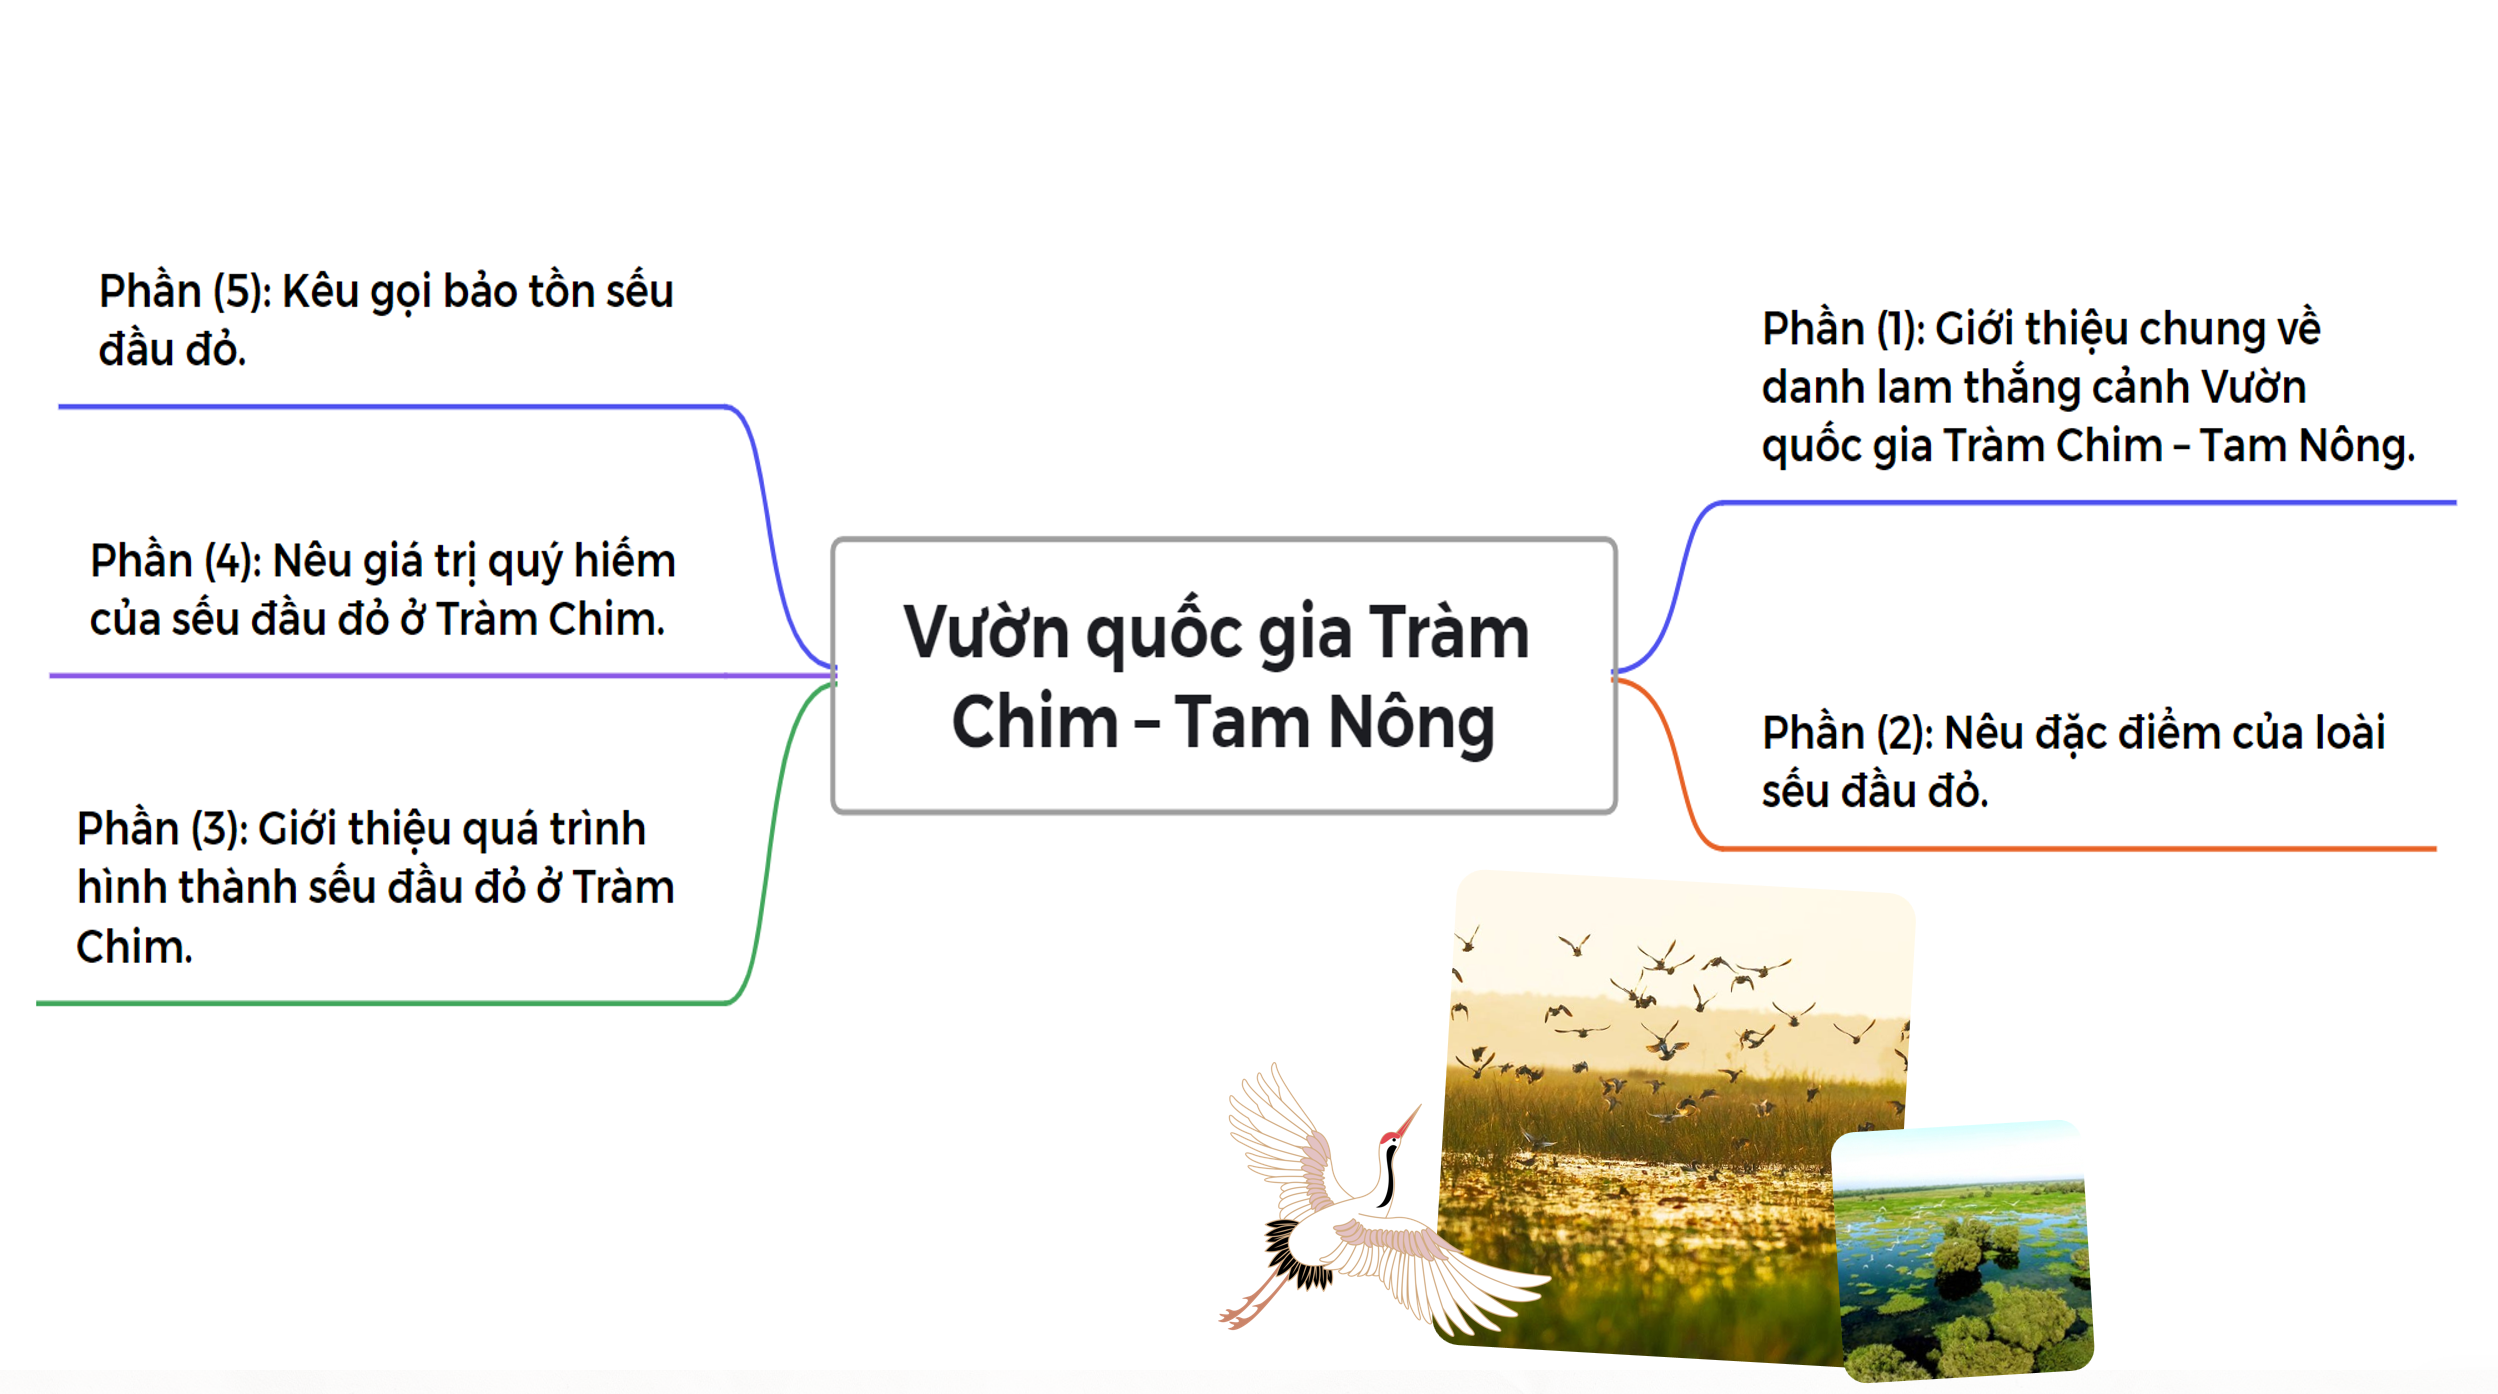 Vườn quốc gia Tràm
Chim – Tam Nông
Phần (1): Giới thiệu chung về
danh lam thắng cảnh Vườn
quốc gia Tràm Chim – Tam Nông.
Phần (2): Nêu đặc điểm của loài
sếu đầu đỏ.
Phần (3): Giới thiệu quá trình
hình thành sếu đầu đỏ ở Tràm
Chim.
Phần (4): Nêu giá trị quý hiếm
của sếu đầu đỏ ở Tràm Chim.
Phần (5): Kêu gọi bảo tồn sếu
đầu đỏ.